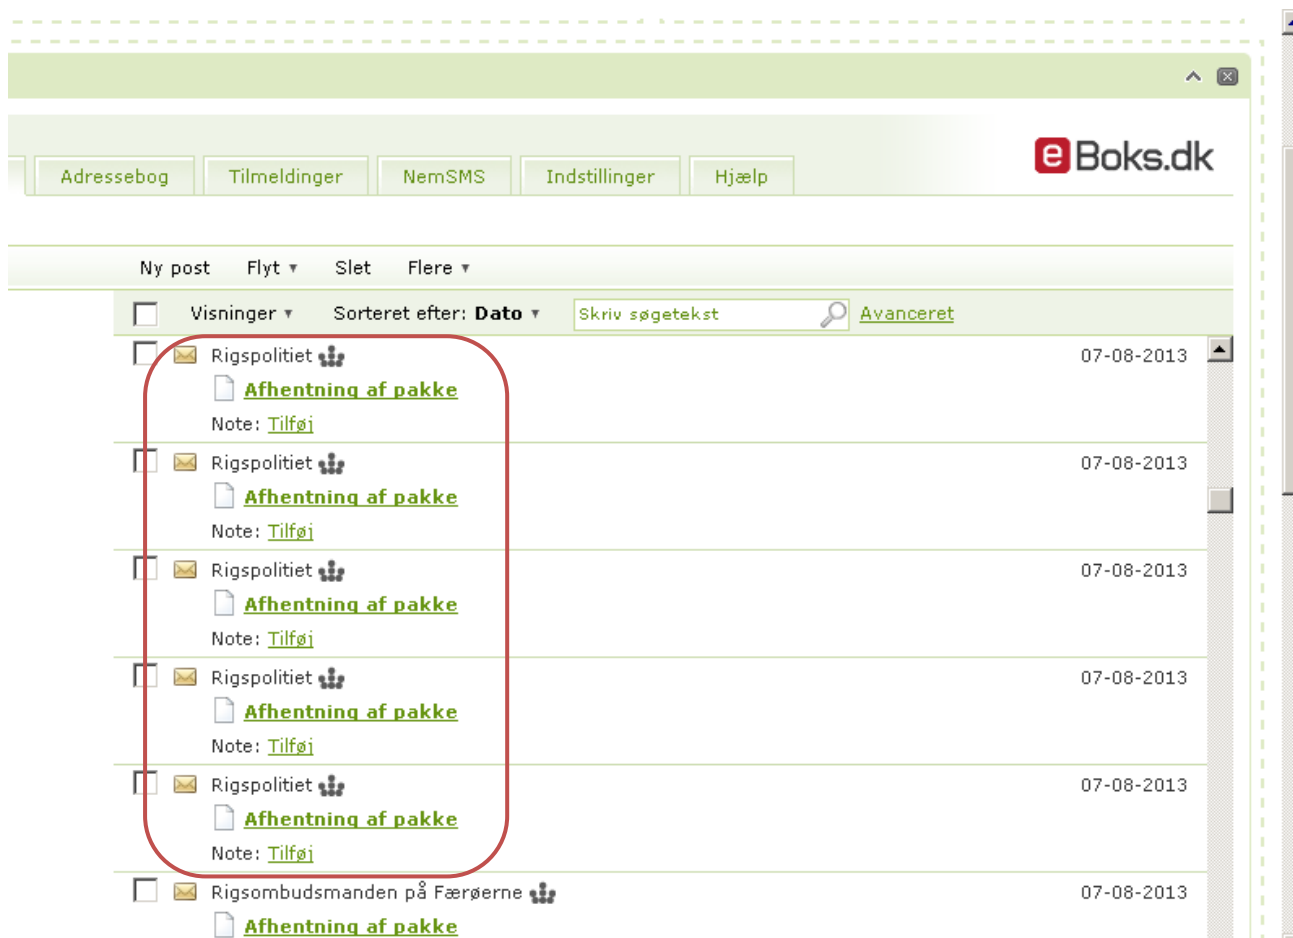 e Boks.dk
Adressebog Tilmeldinger NemSMS Indstillinger Hjælp
Ny post Flyt Slet Flere
Visninger Sorteret efter: Dato Skriv søgetekst Avanceret
Rigspolitiet 07-08-2013
Afhentning af pakke
Note: Tilføj
Rigspolitiet 07-08-2013
Afhentning af pakke
Note: Tilføj
Rigspolitiet 07-08-2013
Afhentning af pakke
Note: Tilføj
Rigspolitiet 07-08-2013
Afhentning af pakke
Note: Tilføj
Rigspolitiet 07-08-2013
Afhentning af pakke
Note: Tilføj
Rigsombudsmanden på Færøerne 07-08-2013
Afhentning af pakke